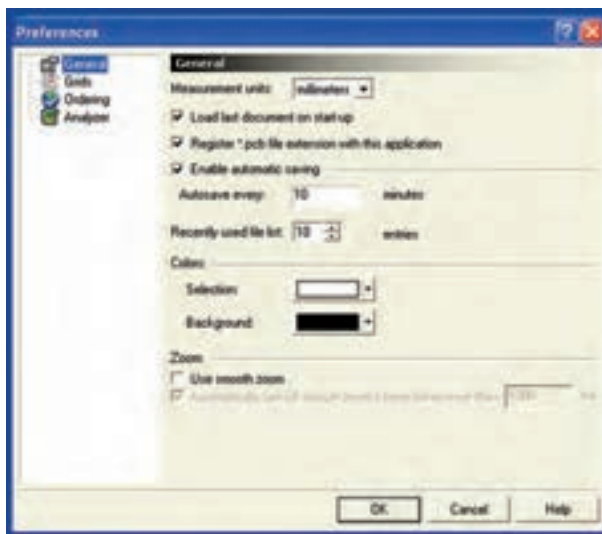 Preferences
General
Grids
Ordering
Analyzer
General
Measurement units: millimeters
Load last document on start-up
Register *.pcb file extension with this application
Enable automatic saving
Autosave every: 10 minutes
Recently used file list: 10 entries
Colors
Selection:
Background:
Zoom
Use smooth zoom
OK Cancel Help